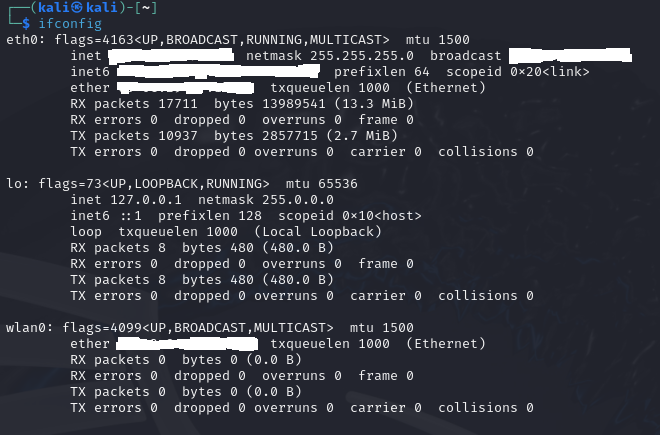 ┌──(kali㉿kali)-[~]
└─$ ifconfig
eth0: flags=4163<UP,BROADCAST,RUNNING,MULTICAST>  mtu 1500
        inet  netmask 255.255.255.0  broadcast
        inet6  prefixlen 64  scopeid 0×20<link>
        ether  txqueuelen 1000  (Ethernet)
        RX packets 17711  bytes 13989541 (13.3 MiB)
        RX errors 0  dropped 0  overruns 0  frame 0
        TX packets 10937  bytes 2857715 (2.7 MiB)
        TX errors 0  dropped 0 overruns 0  carrier 0  collisions 0

lo: flags=73<UP,LOOPBACK,RUNNING>  mtu 65536
        inet 127.0.0.1  netmask 255.0.0.0
        inet6 ::1  prefixlen 128  scopeid 0×10<host>
        loop  txqueuelen 1000  (Local Loopback)
        RX packets 8  bytes 480 (480.0 B)
        RX errors 0  dropped 0  overruns 0  frame 0
        TX packets 8  bytes 480 (480.0 B)
        TX errors 0  dropped 0 overruns 0  carrier 0  collisions 0

wlan0: flags=4099<UP,BROADCAST,MULTICAST>  mtu 1500
        ether  txqueuelen 1000  (Ethernet)
        RX packets 0  bytes 0 (0.0 B)
        RX errors 0  dropped 0  overruns 0  frame 0
        TX packets 0  bytes 0 (0.0 B)
        TX errors 0  dropped 0 overruns 0  carrier 0  collisions 0